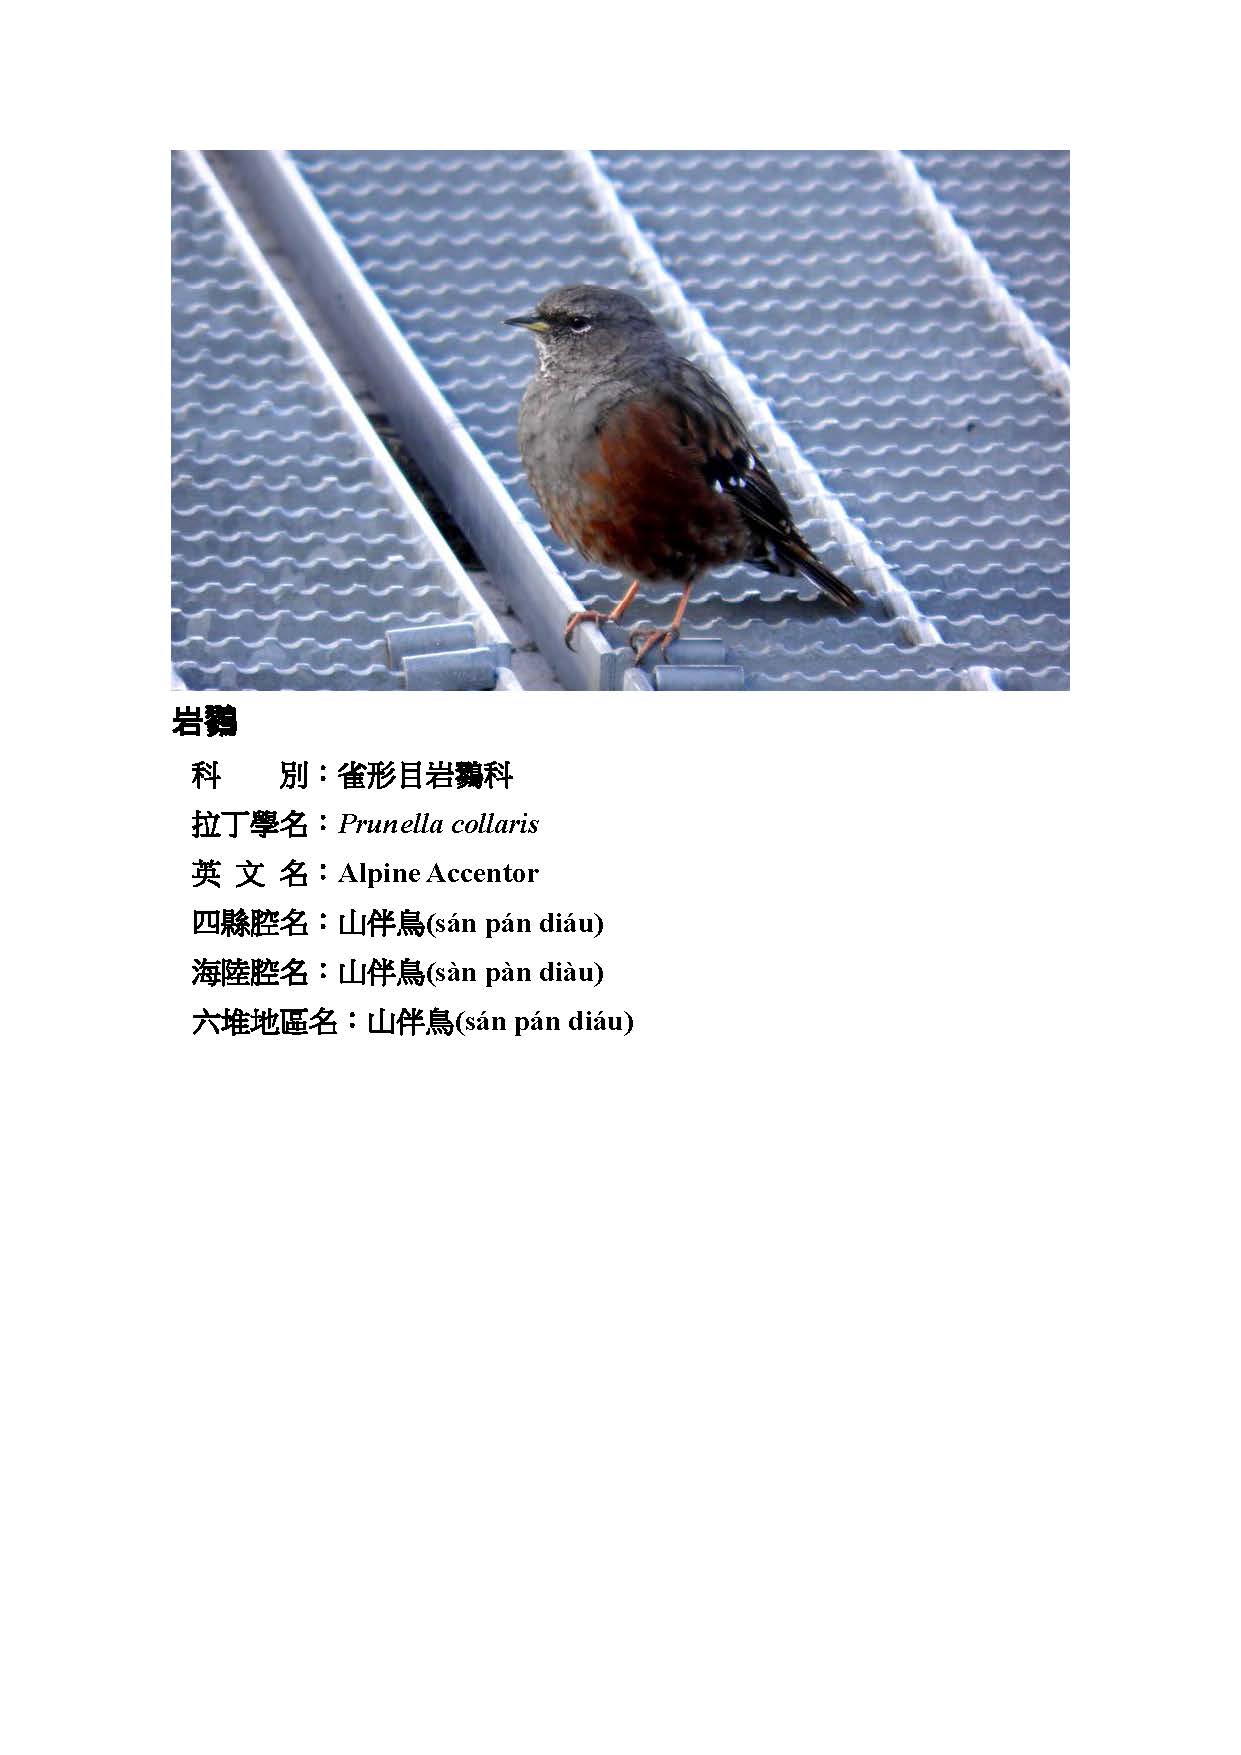 岩鷚
科　　別：雀形目岩鷚科
拉丁學名：Prunella collaris
英 文 名：Alpine Accentor
四縣腔名：山伴鳥(sán pán diáu)
海陸腔名：山伴鳥(sàn pàn diàu)
六堆地區名：山伴鳥(sán pán diáu)